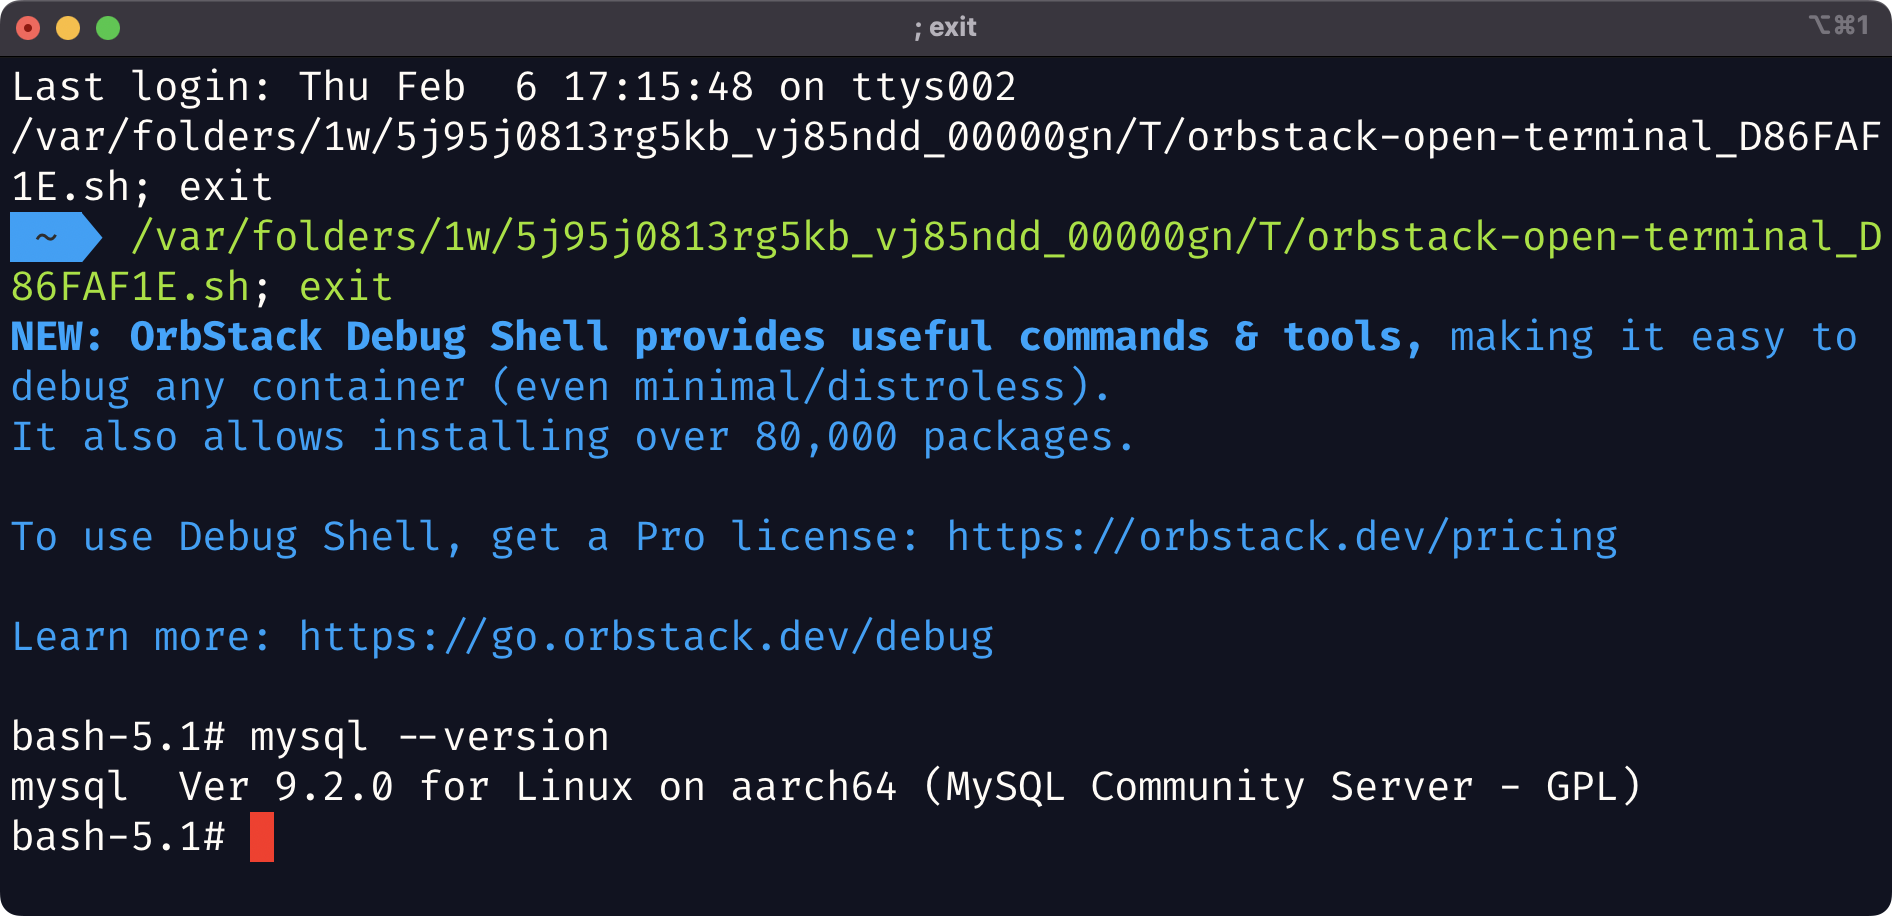 ; exit
⌥⌘1
Last login: Thu Feb  6 17:15:48 on ttys002
/var/folders/1w/5j95j0813rg5kb_vj85ndd_00000gn/T/orbstack-open-terminal_D86FAF
1E.sh; exit
~ /var/folders/1w/5j95j0813rg5kb_vj85ndd_00000gn/T/orbstack-open-terminal_D
86FAF1E.sh; exit
NEW: OrbStack Debug Shell provides useful commands & tools, making it easy to
debug any container (even minimal/distroless).
It also allows installing over 80,000 packages.
To use Debug Shell, get a Pro license: https://orbstack.dev/pricing
Learn more: https://go.orbstack.dev/debug
bash-5.1# mysql --version
mysql  Ver 9.2.0 for Linux on aarch64 (MySQL Community Server - GPL)
bash-5.1#